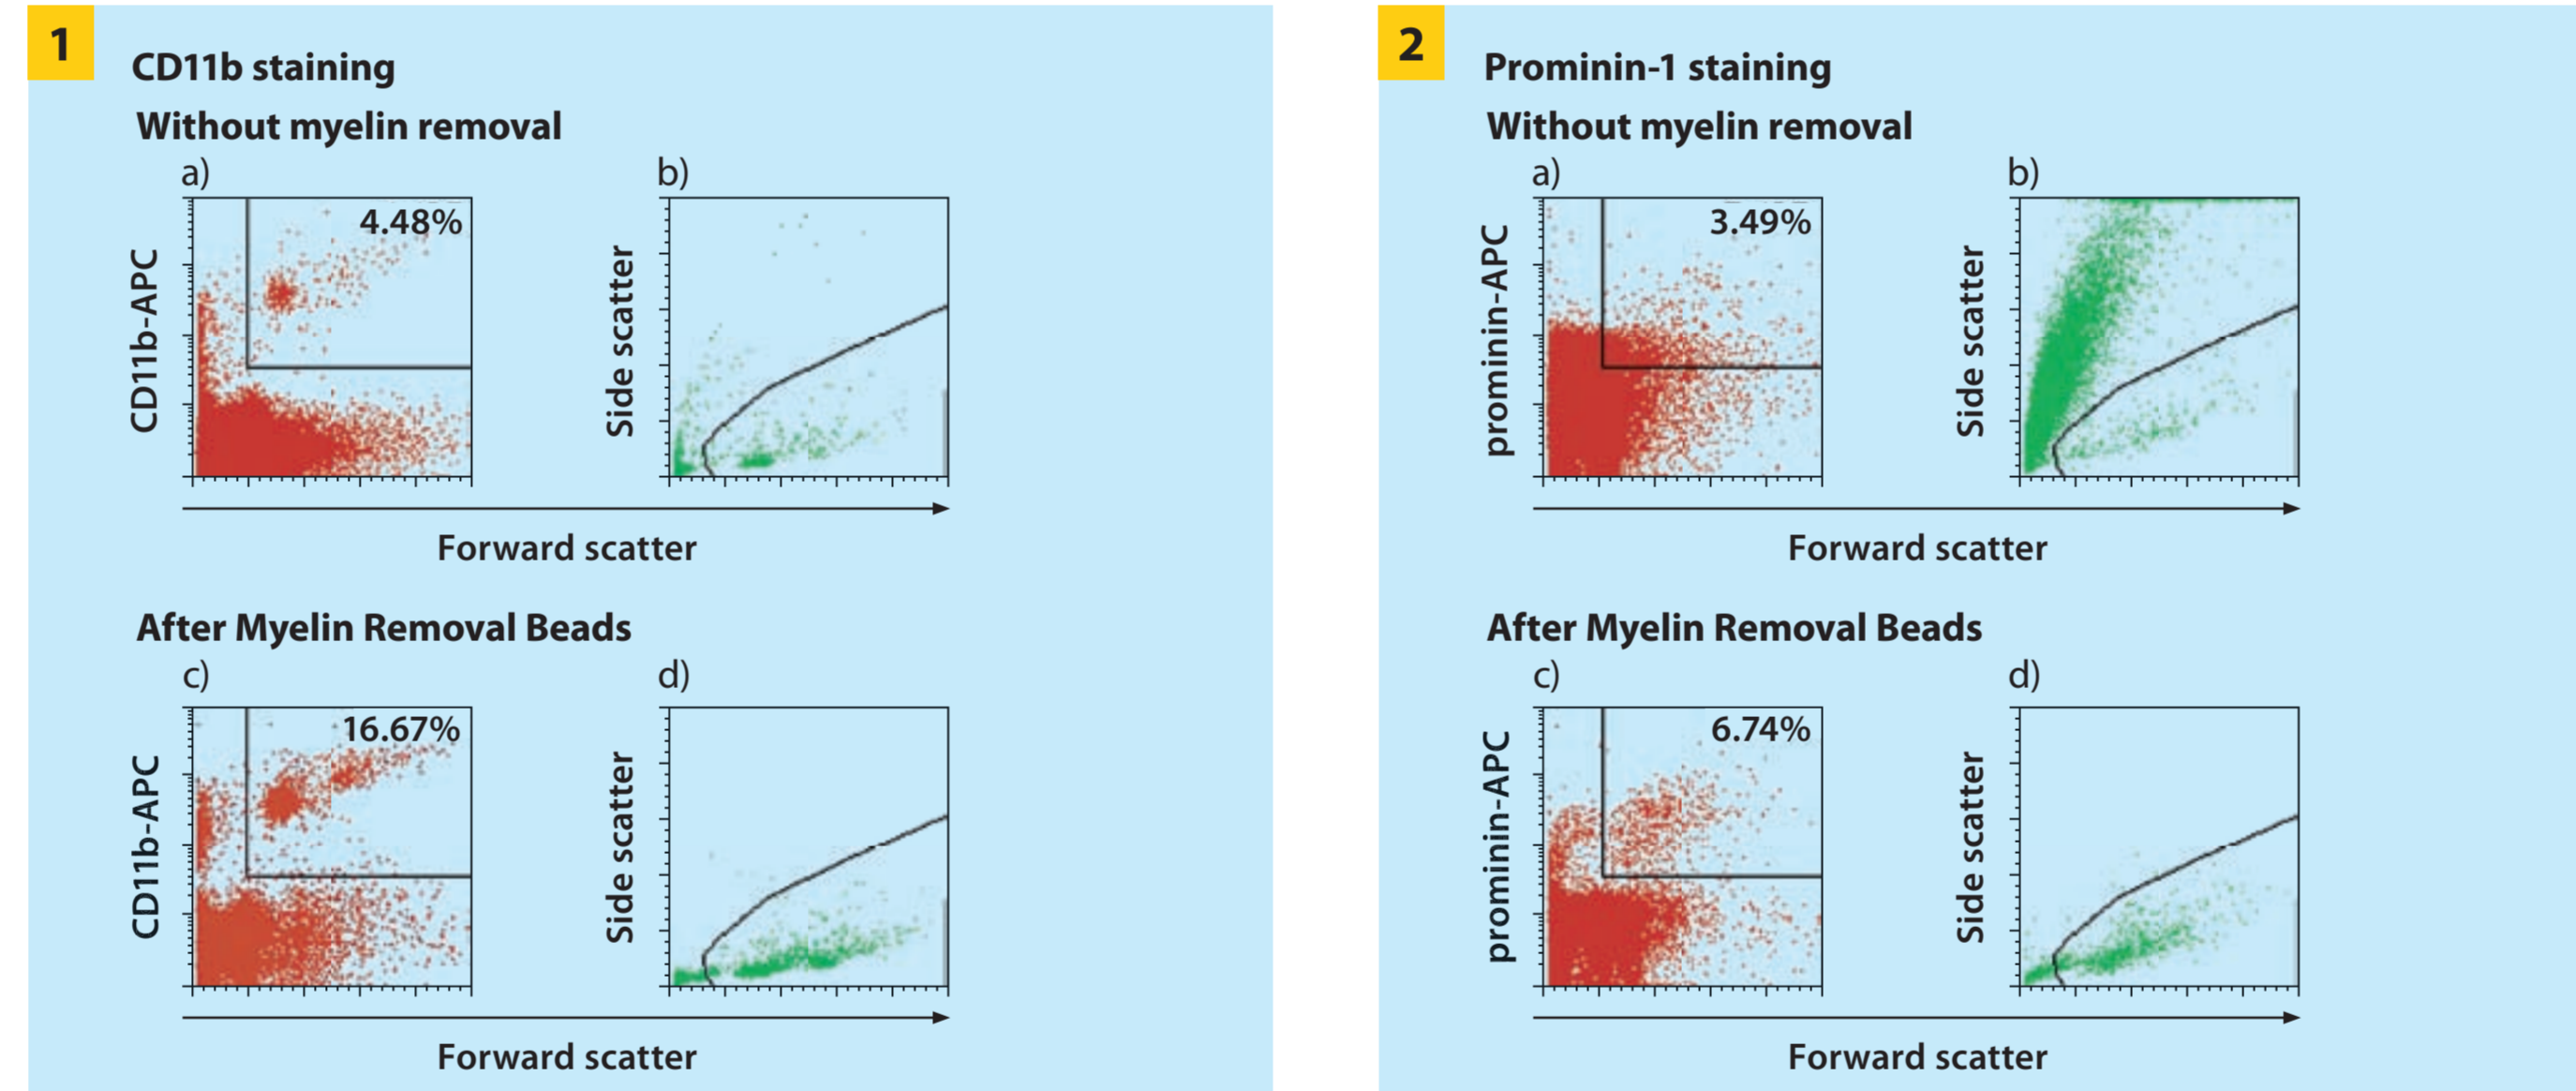 1
CD11b staining
Without myelin removal
a)
b)
4.48%
CD11b-APC
Side scatter
Forward scatter
After Myelin Removal Beads
c)
d)
16.67%
CD11b-APC
Side scatter
Forward scatter
2
Prominin-1 staining
Without myelin removal
a)
b)
3.49%
prominin-APC
Side scatter
Forward scatter
After Myelin Removal Beads
c)
d)
6.74%
prominin-APC
Side scatter
Forward scatter